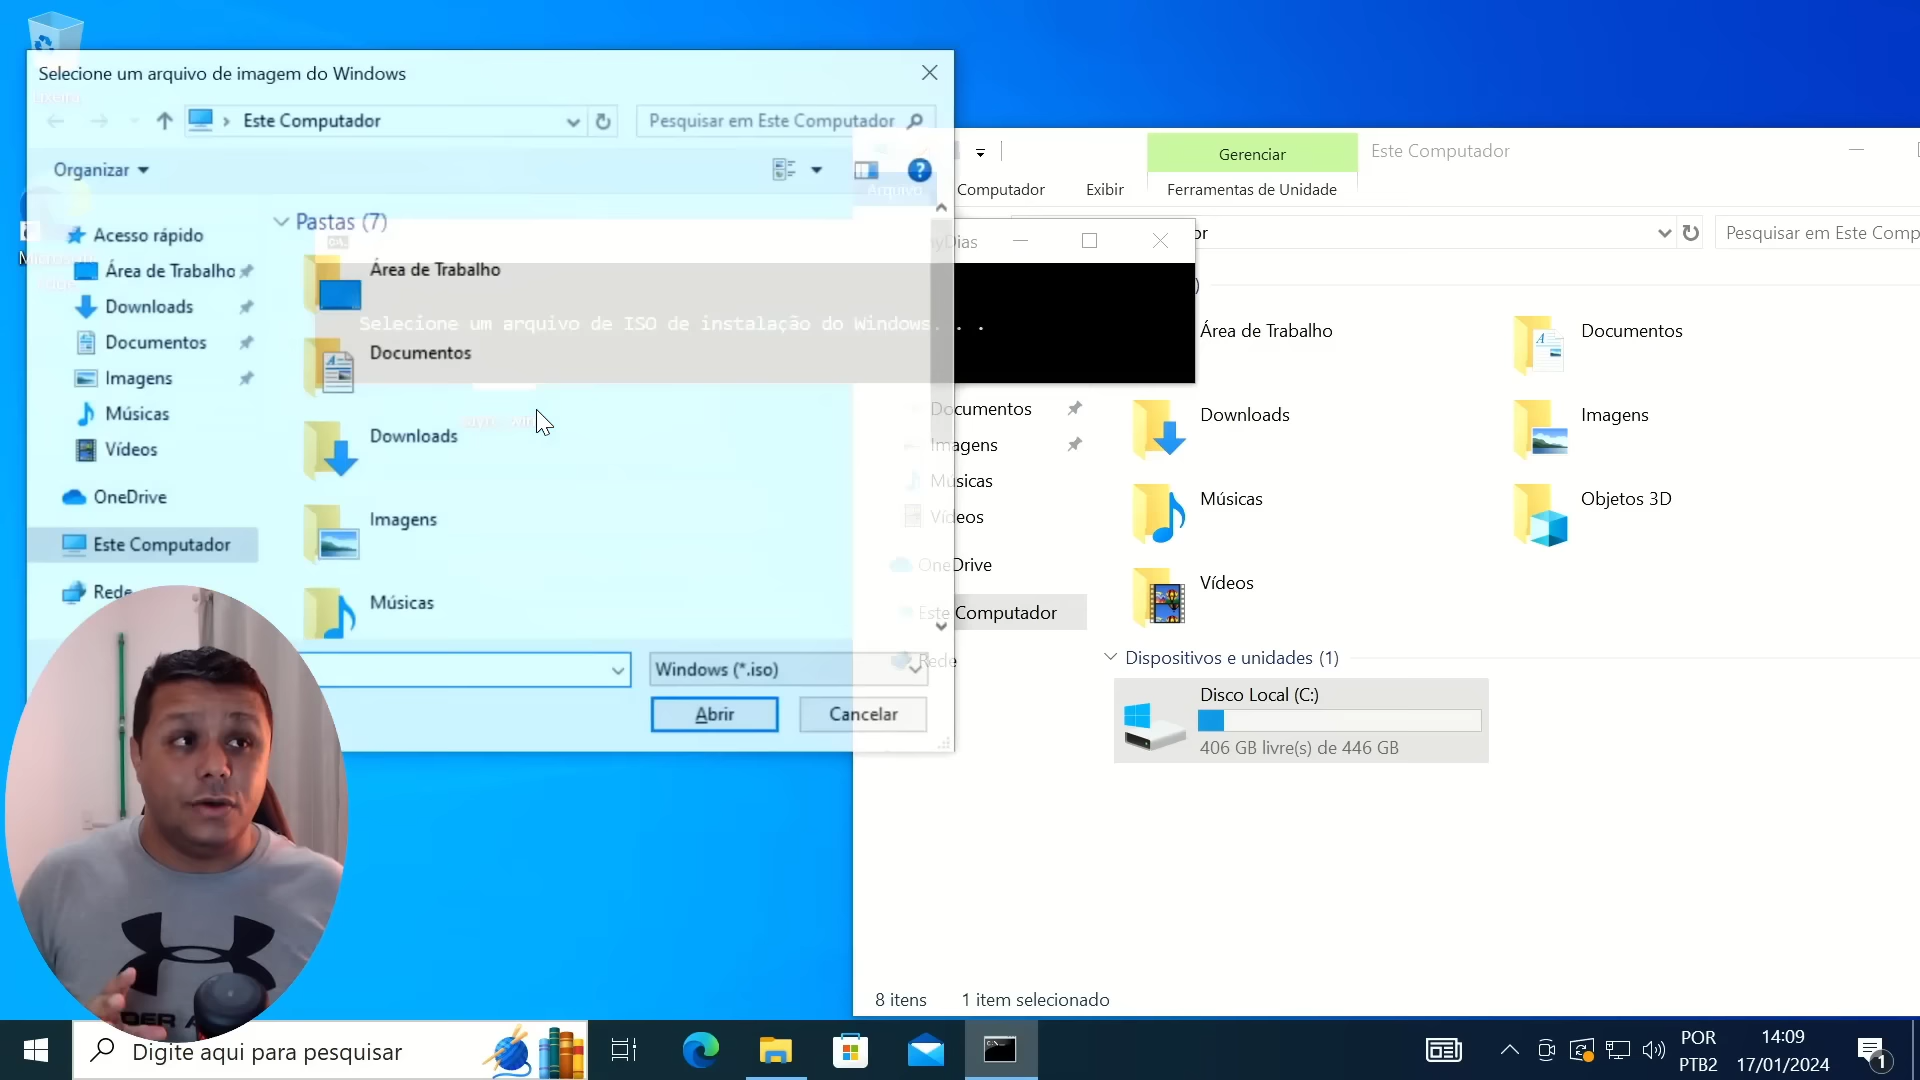 Selecione um arquivo de imagem do Windows
Este Computador
Pesquisar em Este Computador
Organizar
Acesso rápido
Área de Trabalho
Downloads
Documentos
Imagens
Músicas
Vídeos
OneDrive
Este Computador
Rede
Pastas (7)
Área de Trabalho
Documentos
Downloads
Imagens
Músicas
Windows (*.iso)
Abrir
Cancelar
Selecione um arquivo de ISO de instalação do Windows. . .
Gerenciar
Este Computador
Arquivo
Computador
Exibir
Ferramentas de Unidade
Pesquisar em Este Comp
Documentos
Imagens
Músicas
Vídeos
OneDrive
Este Computador
Rede
Área de Trabalho
Documentos
Downloads
Imagens
Músicas
Objetos 3D
Vídeos
Dispositivos e unidades (1)
Disco Local (C:)
406 GB livre(s) de 446 GB
8 itens
1 item selecionado
Digite aqui para pesquisar
POR
PTB2
14:09
17/01/2024
1